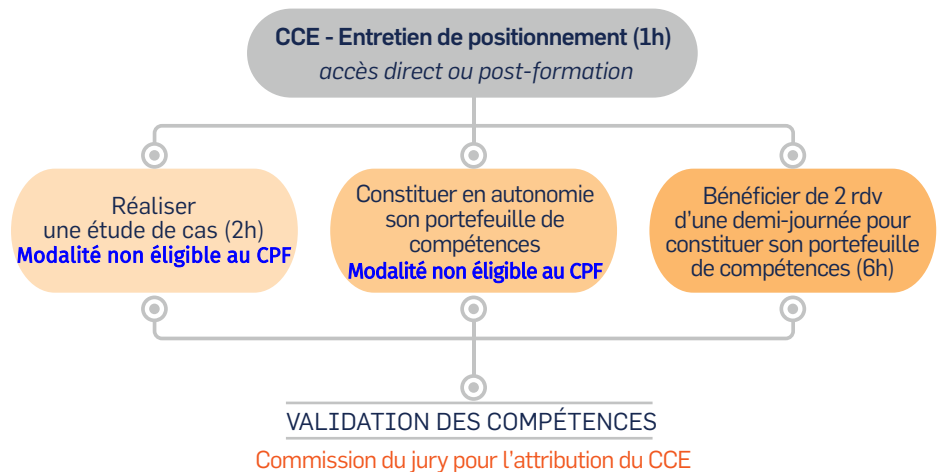 CCE - Entretien de positionnement (1h)
accès direct ou post-formation
Réaliser
une étude de cas (2h)
Modalité non éligible au CPF
Constituer en autonomie
son portefeuille de
compétences
Modalité non éligible au CPF
Bénéficier de 2 rdv
d'une demi-journée pour
constituer son portefeuille
de compétences (6h)
VALIDATION DES COMPÉTENCES
Commission du jury pour l'attribution du CCE